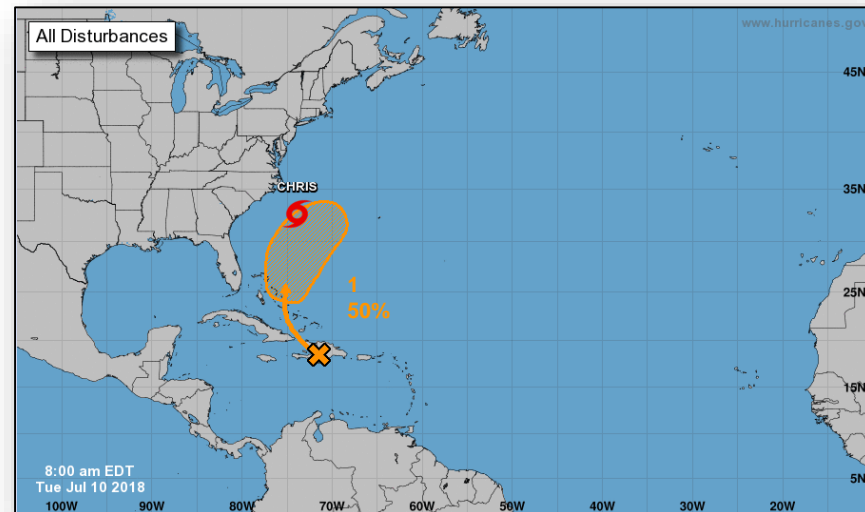 All Disturbances
www.hurricanes.gov
45N
CHRIS
35N
1
50%
25N
15N
8:00 am EDT
Tue Jul 10 2018
5N
100W 90W 80W 70W 60W 50W 40W 30W 20W